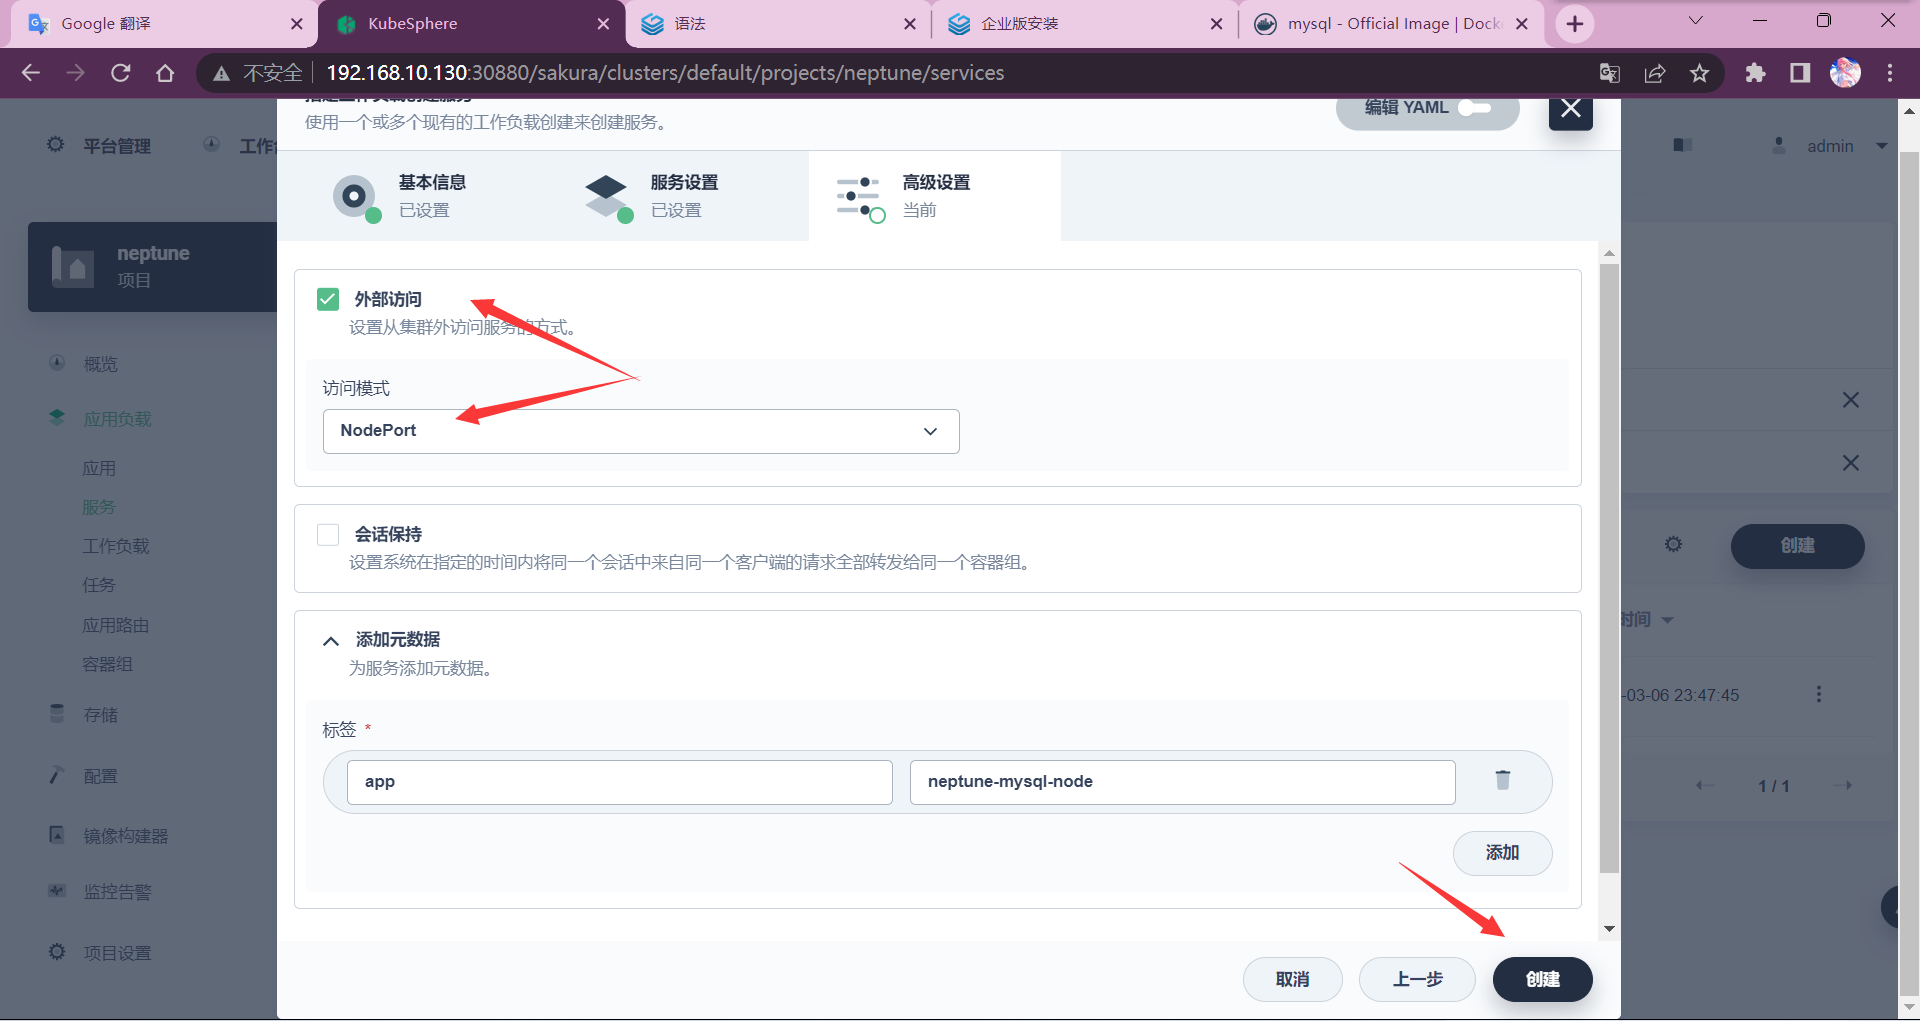 Google 翻译
KubeSphere
语法
企业版安装
mysql - Official Image | Dock
不安全
192.168.10.130:30880/sakura/clusters/default/projects/neptune/services
使用一个或多个现有的工作负载创建来创建服务。
编辑 YAML
平台管理
工作
admin
基本信息
已设置
服务设置
已设置
高级设置
当前
neptune
项目
概览
应用负载
应用
服务
工作负载
任务
应用路由
容器组
存储
配置
镜像构建器
监控告警
项目设置
外部访问
设置从集群外访问服务的方式。
访问模式
NodePort
会话保持
设置系统在指定的时间内将同一个会话中来自同一个客户端的请求全部转发给同一个容器组。
添加元数据
为服务添加元数据。
标签 *
app
neptune-mysql-node
添加
取消
上一步
创建
创建
时间
-03-06 23:47:45
1 / 1